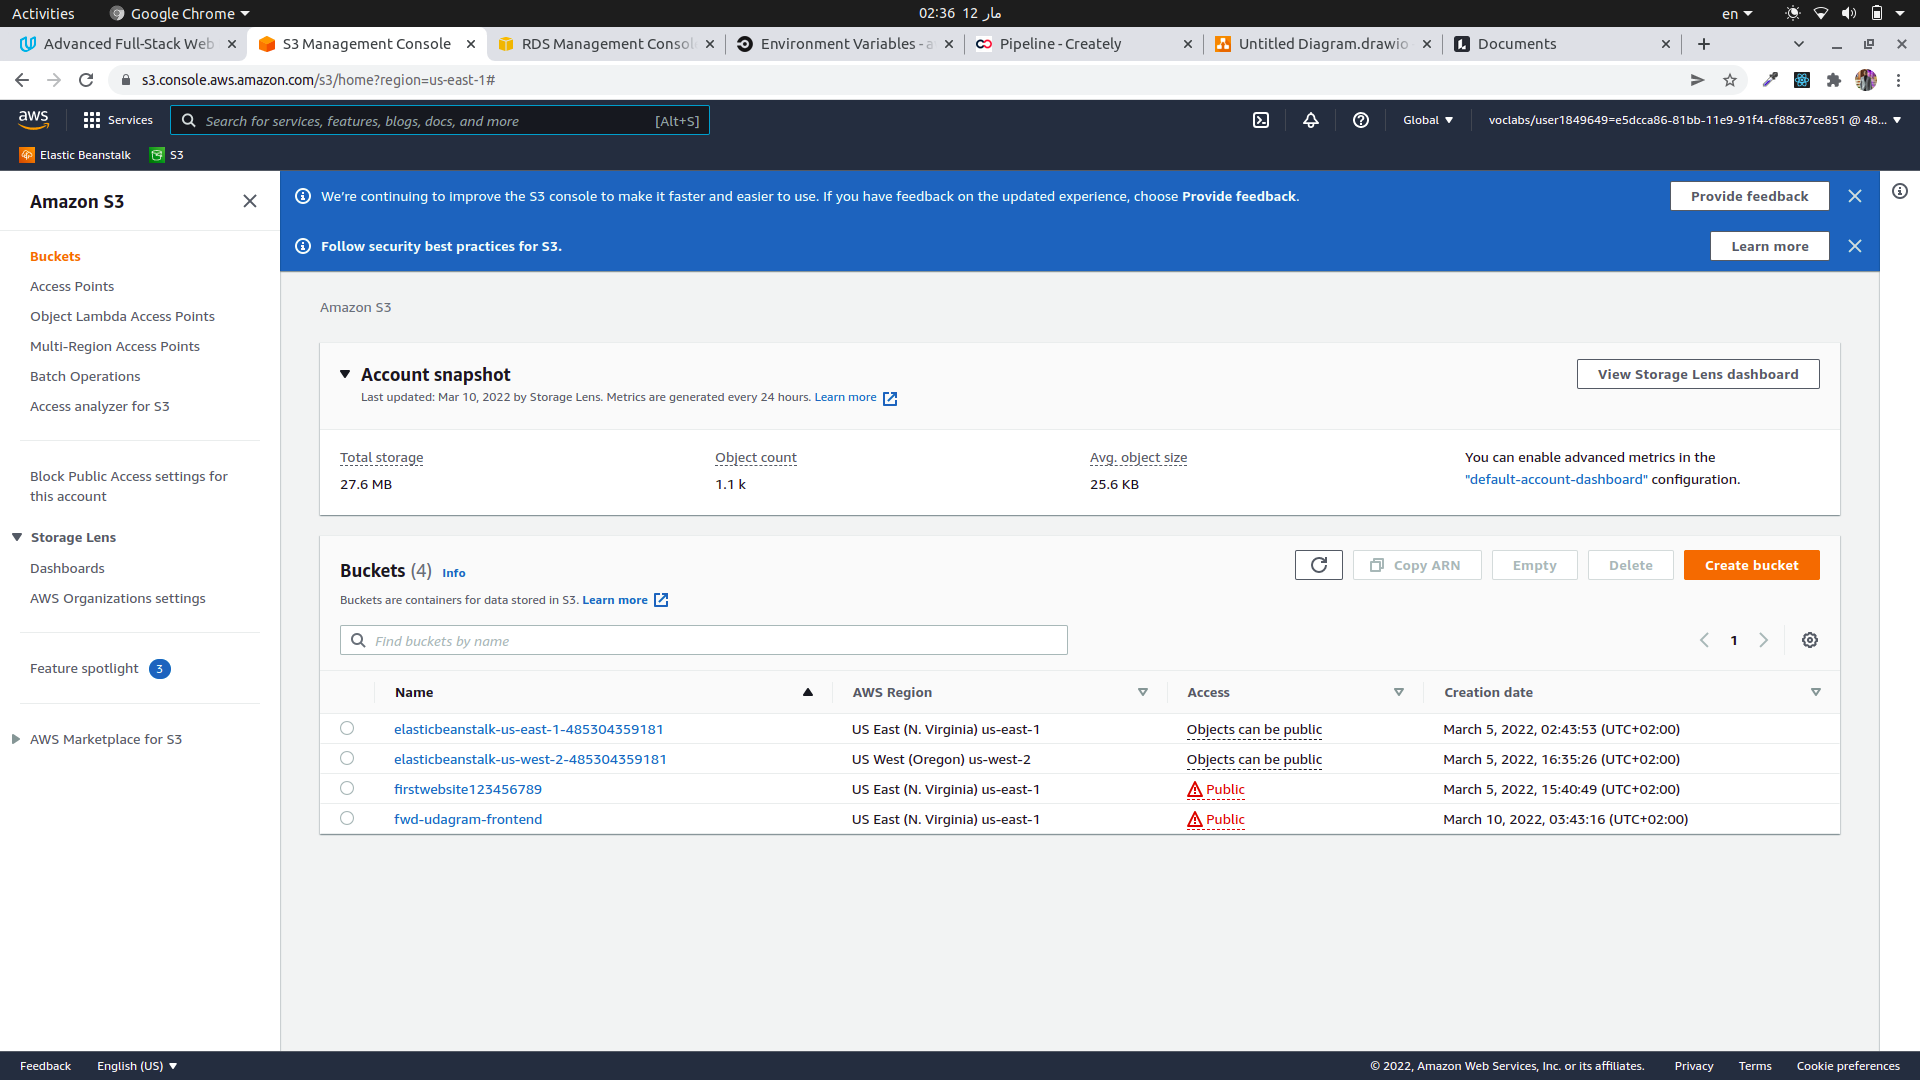 Activities
Google Chrome
02:36 12 مار
en
Advanced Full-Stack Web
S3 Management Console
RDS Management Consol
Environment Variables - a
Pipeline - Creately
Untitled Diagram.drawio
Documents
s3.console.aws.amazon.com/s3/home?region=us-east-1#
aws
Services
Search for services, features, blogs, docs, and more
[Alt+S]
Global
voclabs/user1849649=e5dcca86-81bb-11e9-91f4-cf88c37ce851 @ 48...
Elastic Beanstalk
S3
Amazon S3
Buckets
Access Points
Object Lambda Access Points
Multi-Region Access Points
Batch Operations
Access analyzer for S3
Block Public Access settings for
this account
Storage Lens
Dashboards
AWS Organizations settings
Feature spotlight 3
AWS Marketplace for S3
We're continuing to improve the S3 console to make it faster and easier to use. If you have feedback on the updated experience, choose Provide feedback.
Provide feedback
Follow security best practices for S3.
Learn more
Amazon S3
Account snapshot
Last updated: Mar 10, 2022 by Storage Lens. Metrics are generated every 24 hours. Learn more
View Storage Lens dashboard
Total storage
27.6 MB
Object count
1.1 k
Avg. object size
25.6 KB
You can enable advanced metrics in the
"default-account-dashboard" configuration.
Buckets (4) Info
Buckets are containers for data stored in S3. Learn more
Copy ARN
Empty
Delete
Create bucket
Find buckets by name
1
Name AWS Region Access Creation date
elasticbeanstalk-us-east-1-485304359181 US East (N. Virginia) us-east-1 Objects can be public March 5, 2022, 02:43:53 (UTC+02:00)
elasticbeanstalk-us-west-2-485304359181 US West (Oregon) us-west-2 Objects can be public March 5, 2022, 16:35:26 (UTC+02:00)
firstwebsite123456789 US East (N. Virginia) us-east-1 Public March 5, 2022, 15:40:49 (UTC+02:00)
fwd-udagram-frontend US East (N. Virginia) us-east-1 Public March 10, 2022, 03:43:16 (UTC+02:00)
Feedback
English (US)
© 2022, Amazon Web Services, Inc. or its affiliates.
Privacy
Terms
Cookie preferences